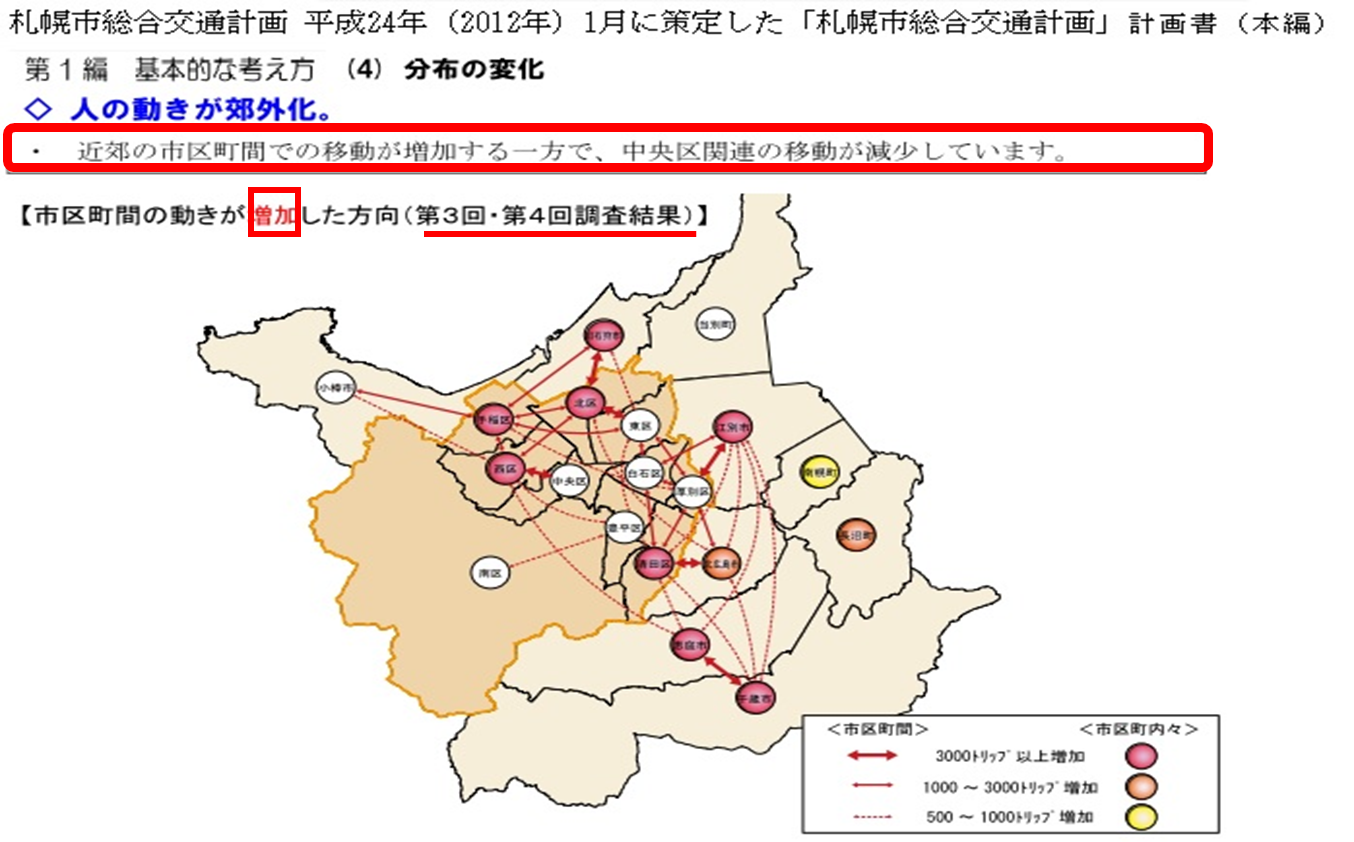 札幌市総合交通計画 平成24年（2012年）1月に策定した「札幌市総合交通計画」計画書（本編）
第１編　基本的な考え方　（4） 分布の変化
◇ 人の動きが郊外化。
・　近郊の市区町間での移動が増加する一方で、中央区関連の移動が減少しています。
【市区町間の動きが増加した方向（第３回・第４回調査結果）】
当別町
石狩市
小樽市
北区
手稲区
東区
江別市
西区
中央区
白石区
厚別区
南幌町
豊平区
長沼町
南区
清田区
北広島市
恵庭市
千歳市
＜市区町間＞
＜市区町内々＞
3000ﾄﾘｯﾌﾟ以上増加
1000 ～ 3000ﾄﾘｯﾌﾟ増加
500 ～ 1000ﾄﾘｯﾌﾟ増加